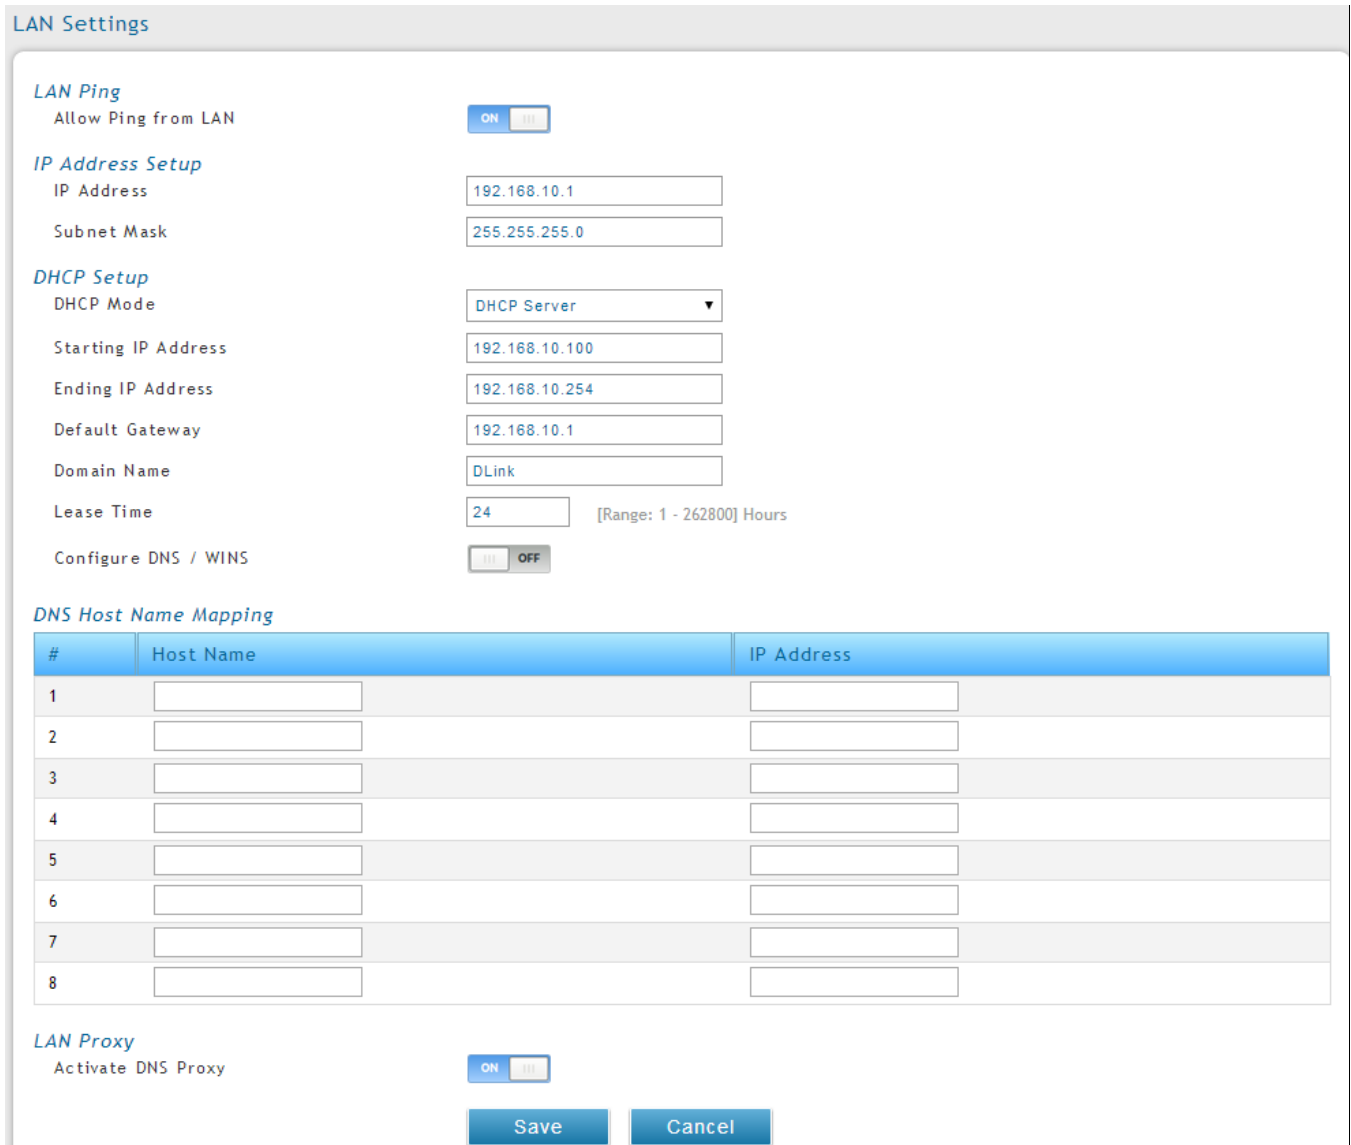 LAN Settings
LAN Ping
Allow Ping from LAN ON
IP Address Setup
IP Address 192.168.10.1
Subnet Mask 255.255.255.0
DHCP Setup
DHCP Mode DHCP Server
Starting IP Address 192.168.10.100
Ending IP Address 192.168.10.254
Default Gateway 192.168.10.1
Domain Name DLink
Lease Time 24 [Range: 1 - 262800] Hours
Configure DNS / WINS OFF
DNS Host Name Mapping
# Host Name IP Address
1
2
3
4
5
6
7
8
LAN Proxy
Activate DNS Proxy ON
Save Cancel